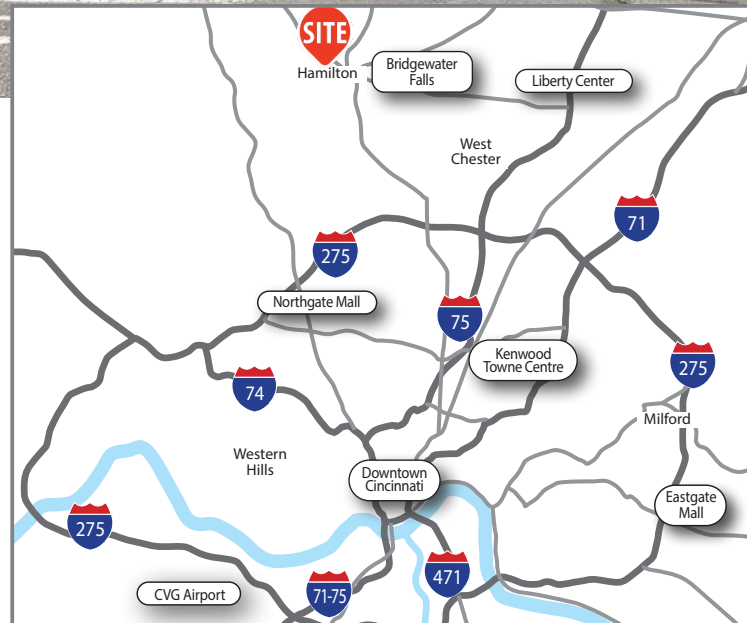 SITE
Hamilton
Bridgewater
Falls
Liberty Center
West
Chester
71
275
Northgate Mall
75
Kenwood
Towne Centre
275
74
Milford
Western
Hills
Downtown
Cincinnati
Eastgate
Mall
275
471
71-75
CVG Airport